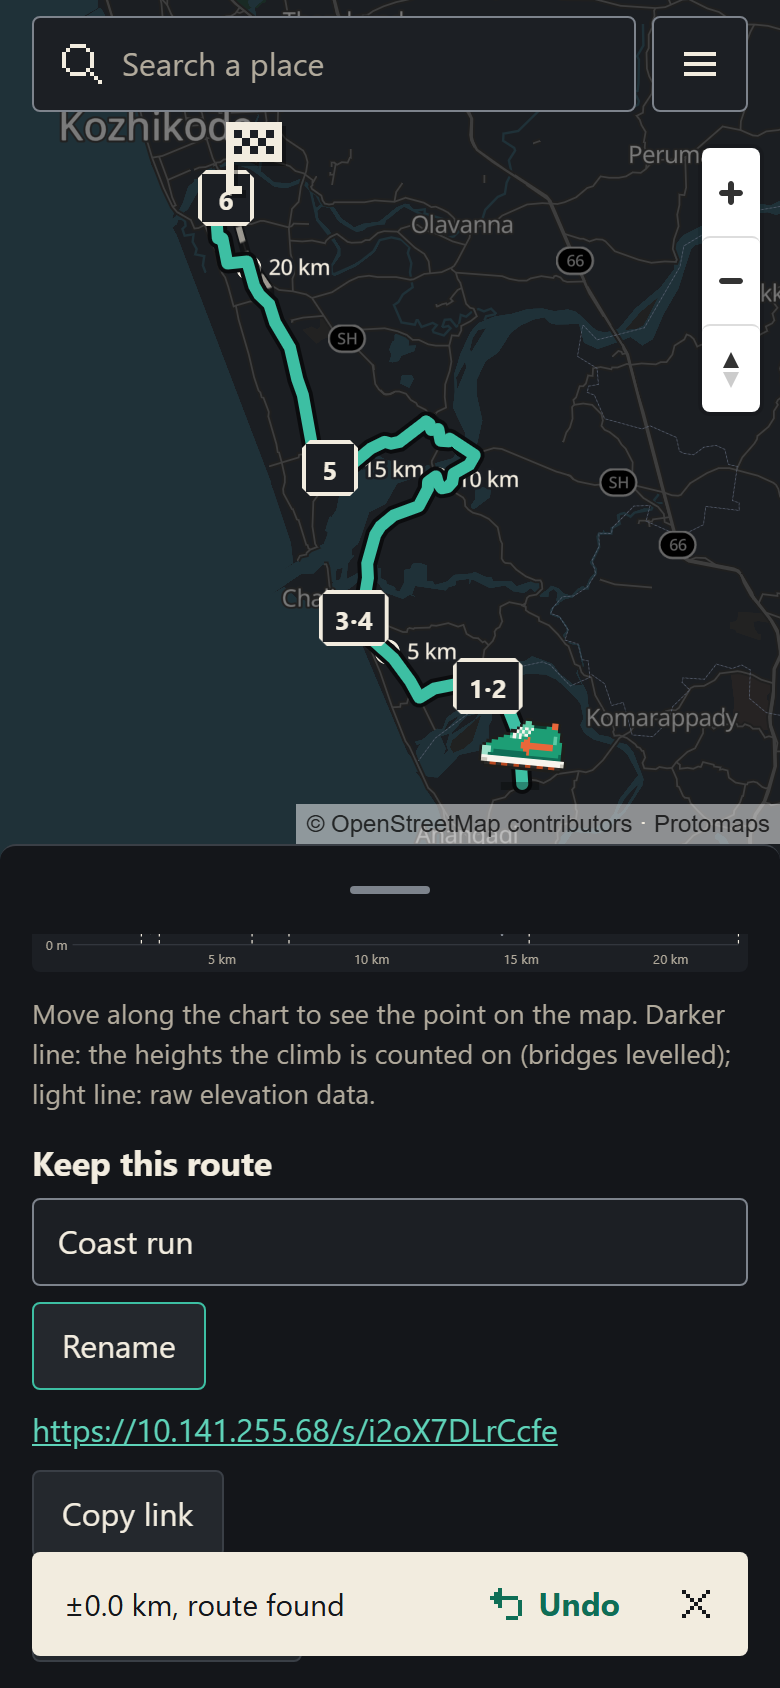 Search a place
Kozhikode
Perum
6
Olavanna
66
20 km
SH
5
15 km
10 km
SH
66
Cha
3·4
5 km
1·2
Komarappady
© OpenStreetMap contributors · Protomaps
0 m
5 km
10 km
15 km
20 km
Move along the chart to see the point on the map. Darker
line: the heights the climb is counted on (bridges levelled);
light line: raw elevation data.
Keep this route
Coast run
Rename
https://10.141.255.68/s/i2oX7DLrCcfe
Copy link
±0.0 km, route found
Undo